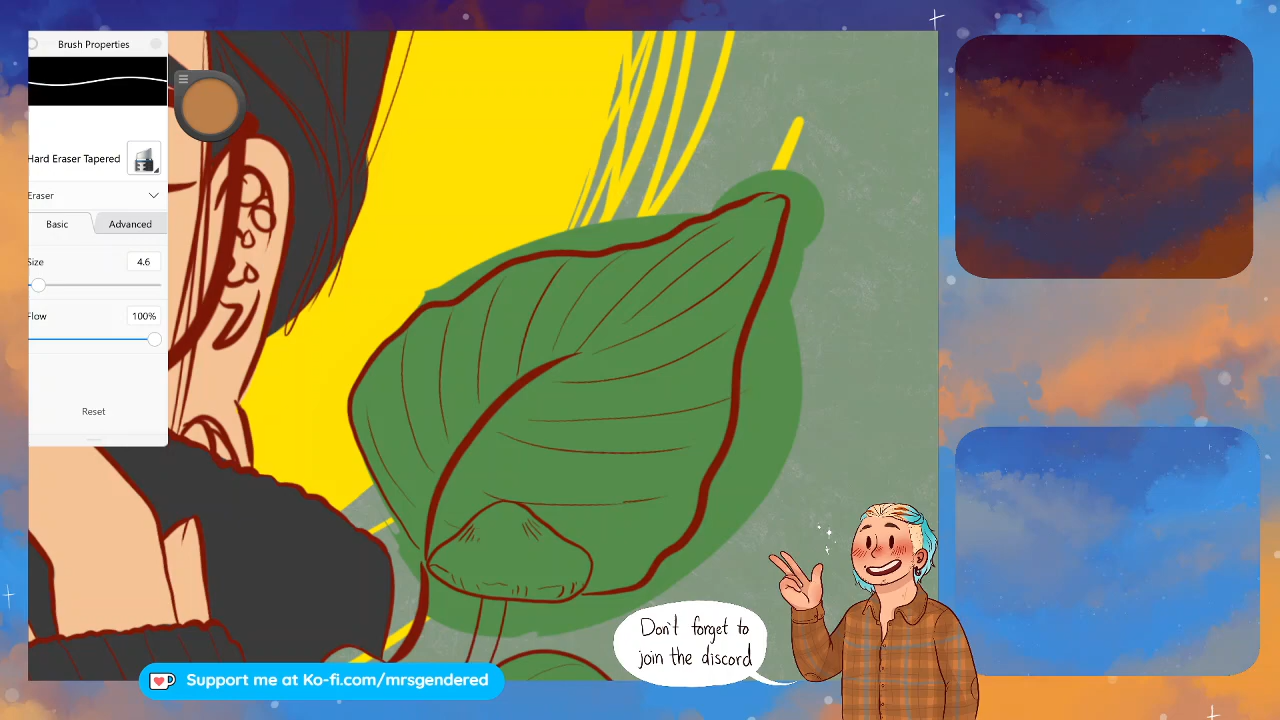 Brush Properties
Hard Eraser Tapered
Eraser
Basic
Advanced
Size
4.6
Flow
100%
Reset
Don't forget to
join the discord
Support me at Ko-fi.com/mrsgendered